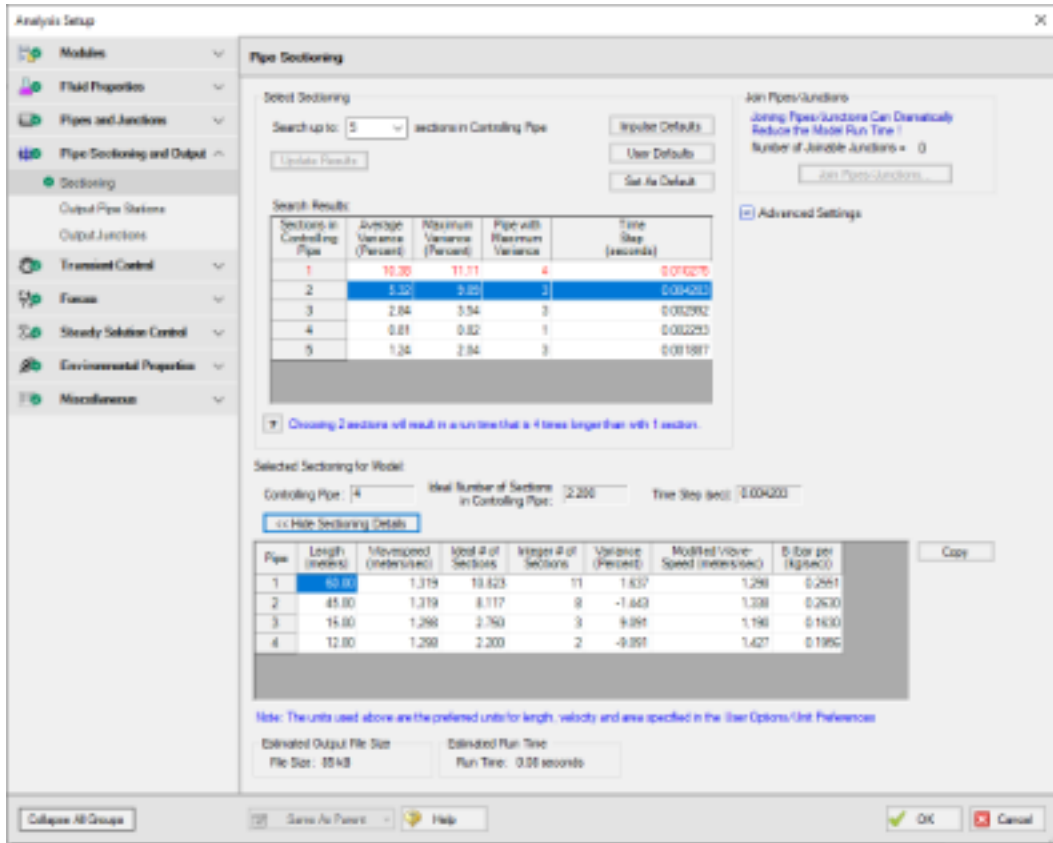 Analysis Setup
Modules
Fluid Properties
Pipes and Junctions
Pipe Sectioning and Output
Sectioning
Output Pipe Stations
Output Junctions
Transient Control
Forces
Steady Solution Control
Environmental Properties
Miscellaneous
Pipe Sectioning
Select Sectioning
Search up to: 5 sections in Controlling Pipe
Update Results
Impulse Defaults
User Defaults
Set As Default
Search Results:
Sections in Controlling Pipe Average Variance (Percent) Maximum Variance (Percent) Pipe with Maximum Variance Time Step (seconds)
1 10.38 11.11 4 0.010276
2 5.32 9.09 3 0.004203
3 2.84 3.94 3 0.002992
4 0.81 0.82 1 0.002293
5 1.24 2.84 3 0.001887
? Choosing 2 sections will result in a run time that is 4 times longer than with 1 section.
Join Pipes/Junctions
Joining Pipes/Junctions Can Dramatically
Reduce the Model Run Time !
Number of Joinable Junctions = 0
Join Pipes/Junctions...
Advanced Settings
Selected Sectioning for Model:
Controlling Pipe: 4 Ideal Number of Sections in Controlling Pipe: 2.200 Time Step (sec): 0.004203
<< Hide Sectioning Details
Pipe Length (meters) Wavespeed (meters/sec) Ideal # of Sections Integer # of Sections Variance (Percent) Modified Wave-Speed (meters/sec)
1 60.00 1,319 10.823 11 1.637 1,298
2 45.00 1,319 8.117 8 -1.443 1,338
3 15.00 1,298 2.750 3 9.091 1,190
4 12.00 1,298 2.200 2 -9.091 1,427
Copy
Note: The units used above are the preferred units for length, velocity and area specified in the User Options/Unit Preferences
Estimated Output File Size
File Size: 85 kB
Estimated Run Time
Run Time: 0.06 seconds
Collapse All Groups
Same As Parent
Help
OK
Cancel